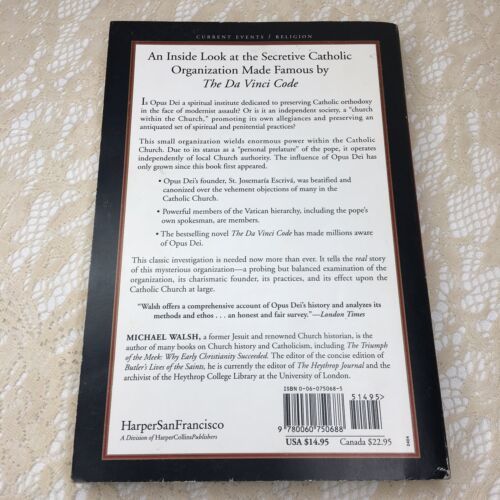 CURRENT EVENTS / RELIGION
An Inside Look at the Secretive Catholic
Organization Made Famous by
The Da Vinci Code
Is Opus Dei a spiritual institute dedicated to preserving Catholic orthodoxy
in the face of modernist assault? Or is it an independent society, a "church
within the Church," promoting its own allegiances and preserving an
antiquated set of spiritual and penitential practices?
This small organization wields enormous power within the Catholic
Church. Due to its status as a "personal prelature" of the pope, it operates
independently of local Church authority. The influence of Opus Dei has
only grown since this book first appeared.
• Opus Dei's founder, St. Josemaría Escrivá, was beatified and
canonized over the vehement objections of many in the
Catholic Church.
• Powerful members of the Vatican hierarchy, including the pope's
own spokesman, are members.
• The bestselling novel The Da Vinci Code has made millions aware
of Opus Dei.
This classic investigation is needed now more than ever. It tells the real story
of this mysterious organization—a probing but balanced examination of the
organization, its charismatic founder, its practices, and its effect upon the
Catholic Church at large.
"Walsh offers a comprehensive account of Opus Dei's history and analyzes its
methods and ethos . . . an honest and fair survey."—London Times
MICHAEL WALSH, a former Jesuit and renowned Church historian, is the
author of many books on Church history and Catholicism, including The Triumph
of the Meek: Why Early Christianity Succeeded. The editor of the concise edition of
Butler's Lives of the Saints, he is currently the editor of The Heythrop Journal and the
archivist of the Heythrop College Library at the University of London.
ISBN 0-06-075068-5
51495>
9 780060 750688
HarperSanFrancisco
A Division of HarperCollinsPublishers
USA $14.95 Canada $22.95